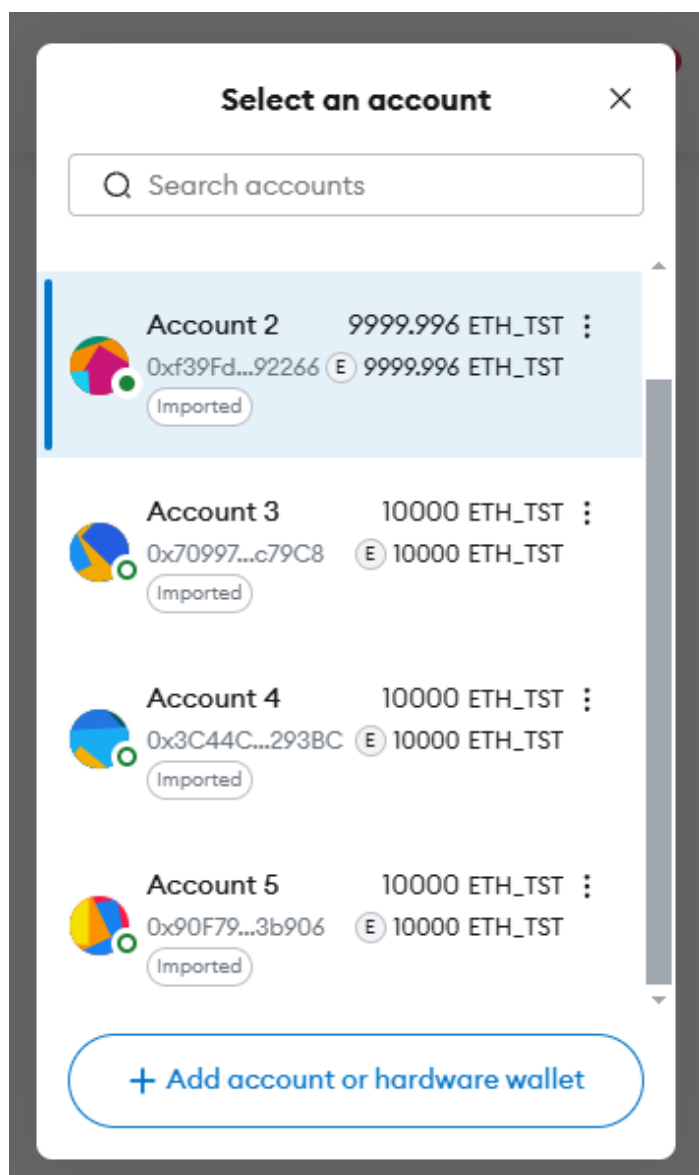 Select an account
Search accounts
Account 2 9999.996 ETH_TST
0xf39Fd...92266 E 9999.996 ETH_TST
Imported
Account 3 10000 ETH_TST
0x70997...c79C8 E 10000 ETH_TST
Imported
Account 4 10000 ETH_TST
0x3C44C...293BC E 10000 ETH_TST
Imported
Account 5 10000 ETH_TST
0x90F79...3b906 E 10000 ETH_TST
Imported
+ Add account or hardware wallet